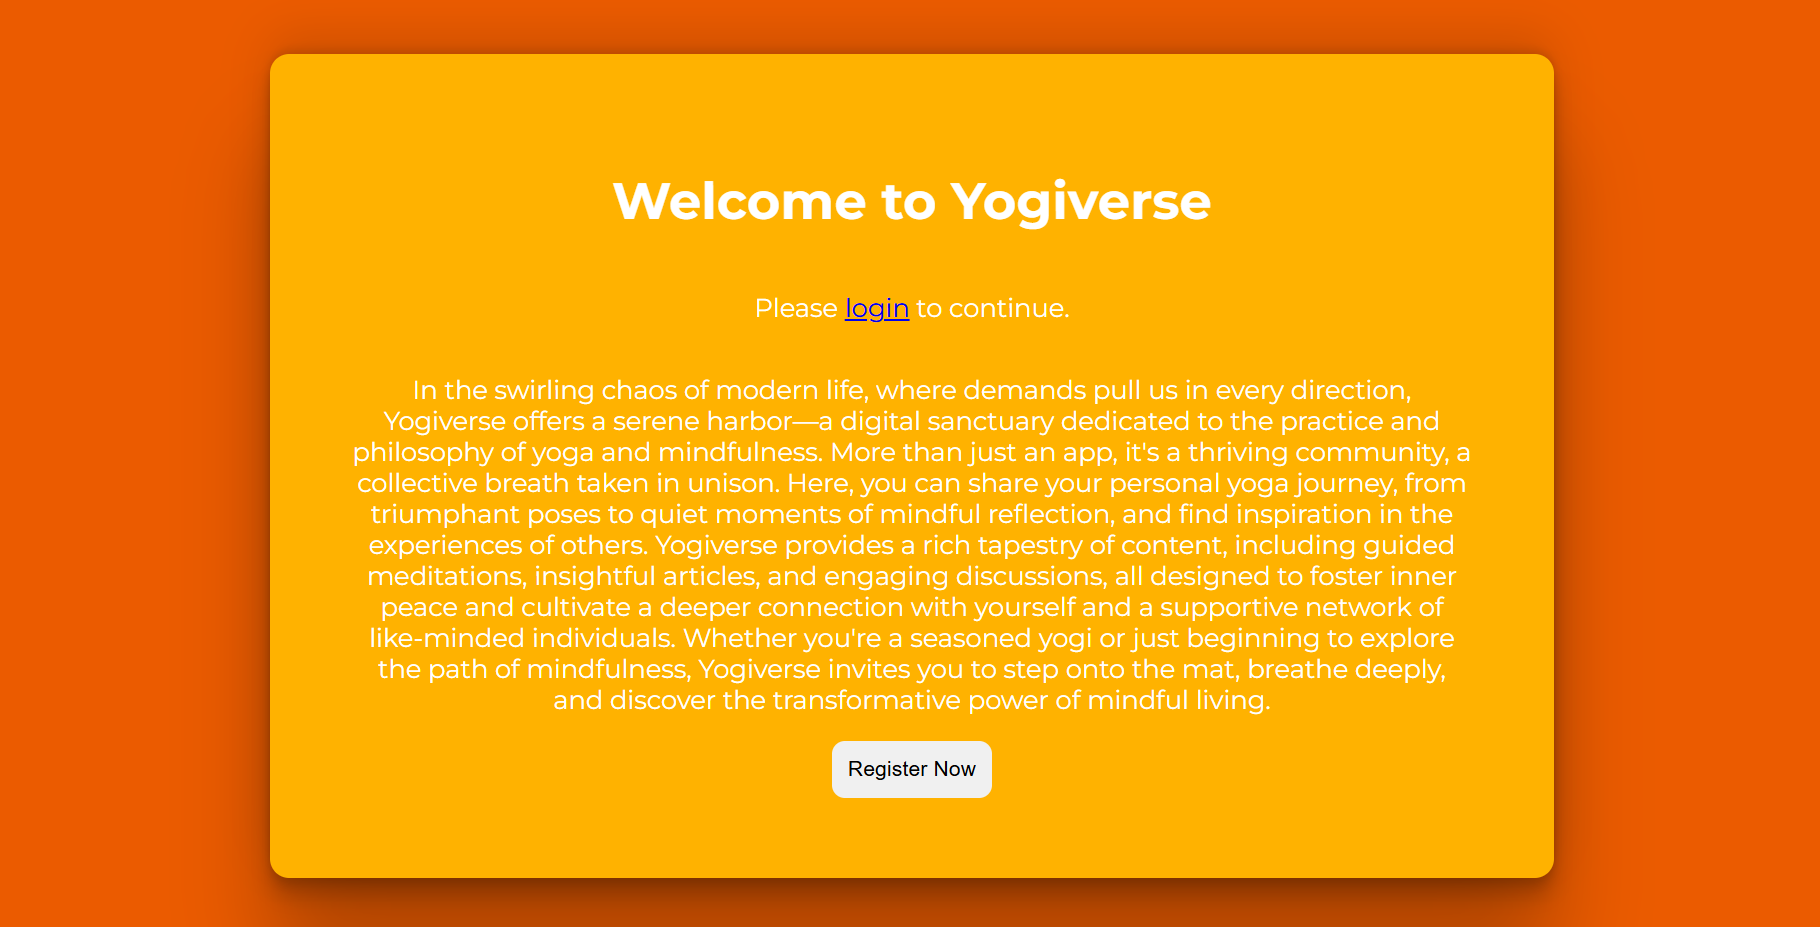 Welcome to Yogiverse
Please login to continue.
In the swirling chaos of modern life, where demands pull us in every direction,
Yogiverse offers a serene harbor—a digital sanctuary dedicated to the practice and
philosophy of yoga and mindfulness. More than just an app, it's a thriving community, a
collective breath taken in unison. Here, you can share your personal yoga journey, from
triumphant poses to quiet moments of mindful reflection, and find inspiration in the
experiences of others. Yogiverse provides a rich tapestry of content, including guided
meditations, insightful articles, and engaging discussions, all designed to foster inner
peace and cultivate a deeper connection with yourself and a supportive network of
like-minded individuals. Whether you're a seasoned yogi or just beginning to explore
the path of mindfulness, Yogiverse invites you to step onto the mat, breathe deeply,
and discover the transformative power of mindful living.
Register Now